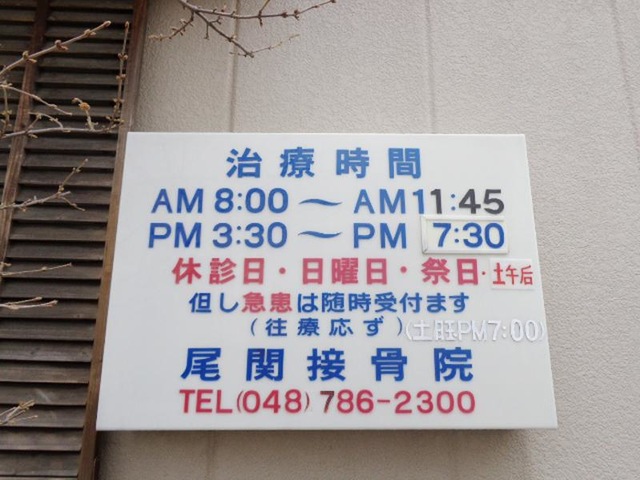 治療時間
AM 8:00 ～ AM 11:45
PM 3:30 ～ PM 7:30
休診日・日曜日・祭日・土午后
但し急患は随時受付ます
(往療応ず) (土旺PM7:00)
尾関接骨院
TEL(048)786-2300